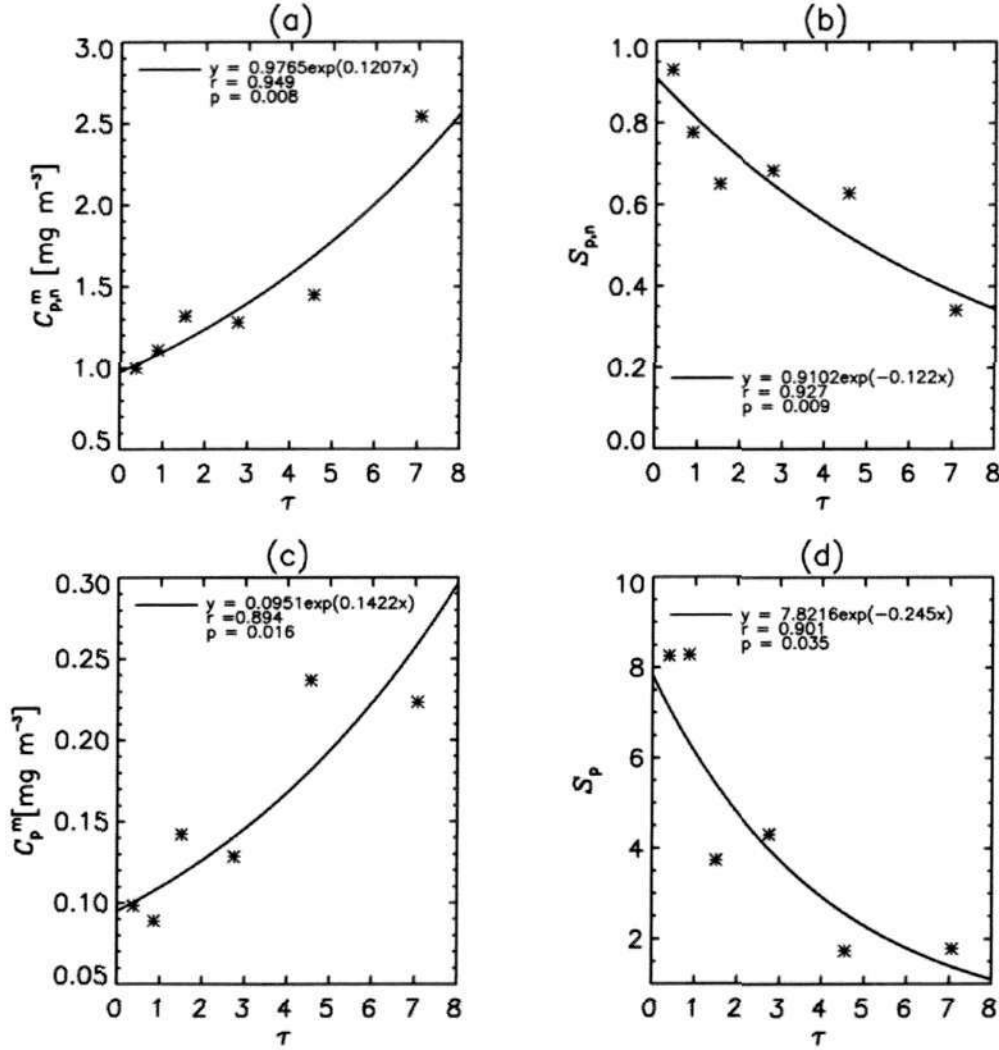 (a)
3.0
2.5
2.0
1.5
1.0
0.5
C_{p,n}^{m} [mg m^{-3}]
y = 0.9765exp(0.1207x)
r = 0.949
p = 0.008
0 1 2 3 4 5 6 7 8
τ
(b)
1.0
0.8
0.6
0.4
0.2
0.0
S_{p,n}
y = 0.9102exp(−0.122x)
r = 0.927
p = 0.009
0 1 2 3 4 5 6 7 8
τ
(c)
0.30
0.25
0.20
0.15
0.10
0.05
C_{p}^{m}[mg m^{-3}]
y = 0.0951exp(0.1422x)
r =0.894
p = 0.016
0 1 2 3 4 5 6 7 8
τ
(d)
10
8
6
4
2
S_{p}
y = 7.8216exp(−0.245x)
r = 0.901
p = 0.035
0 1 2 3 4 5 6 7 8
τ